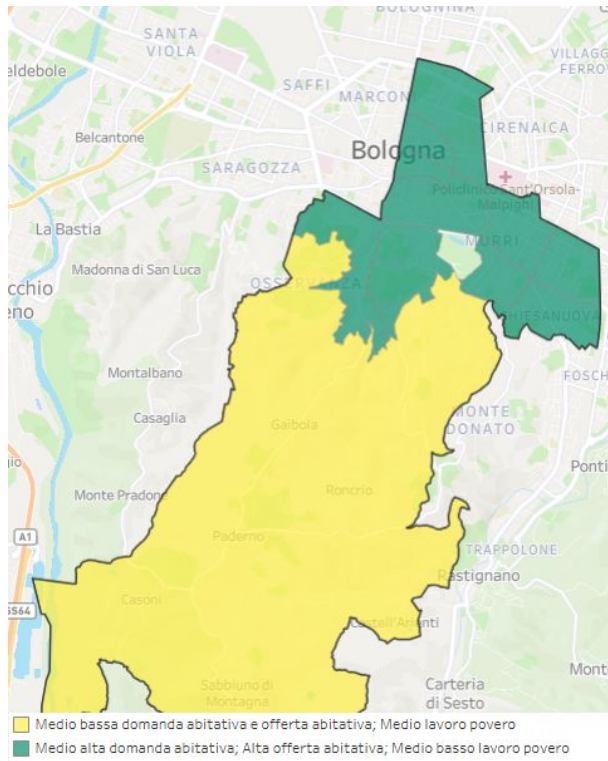 BOLOGNINA
SANTA
VIOLA
VILLAGG
FERRO
eldebole
SAFFI
MARCONI
Belcantone
CIRENAICA
Bologna
SARAGOZZA
Policlinico Sant'Orsola-
Malpighi
La Bastia
MURRI
Madonna di San Luca
OSSERVANZA
cchio
eno
CHIESANUOVA
Montalbano
FOSCH
Casaglia
MONTE
DONATO
Gaibola
Ponti
Monte Pradone
Roncrio
A1
Paderno
TRAPPOLONE
Rastignano
Casoni
SS64
Castell'Arienti
Mont
Sabbiuno di
Montagna
Carteria
di Sesto
Medio bassa domanda abitativa e offerta abitativa; Medio lavoro povero
Medio alta domanda abitativa; Alta offerta abitativa; Medio basso lavoro povero